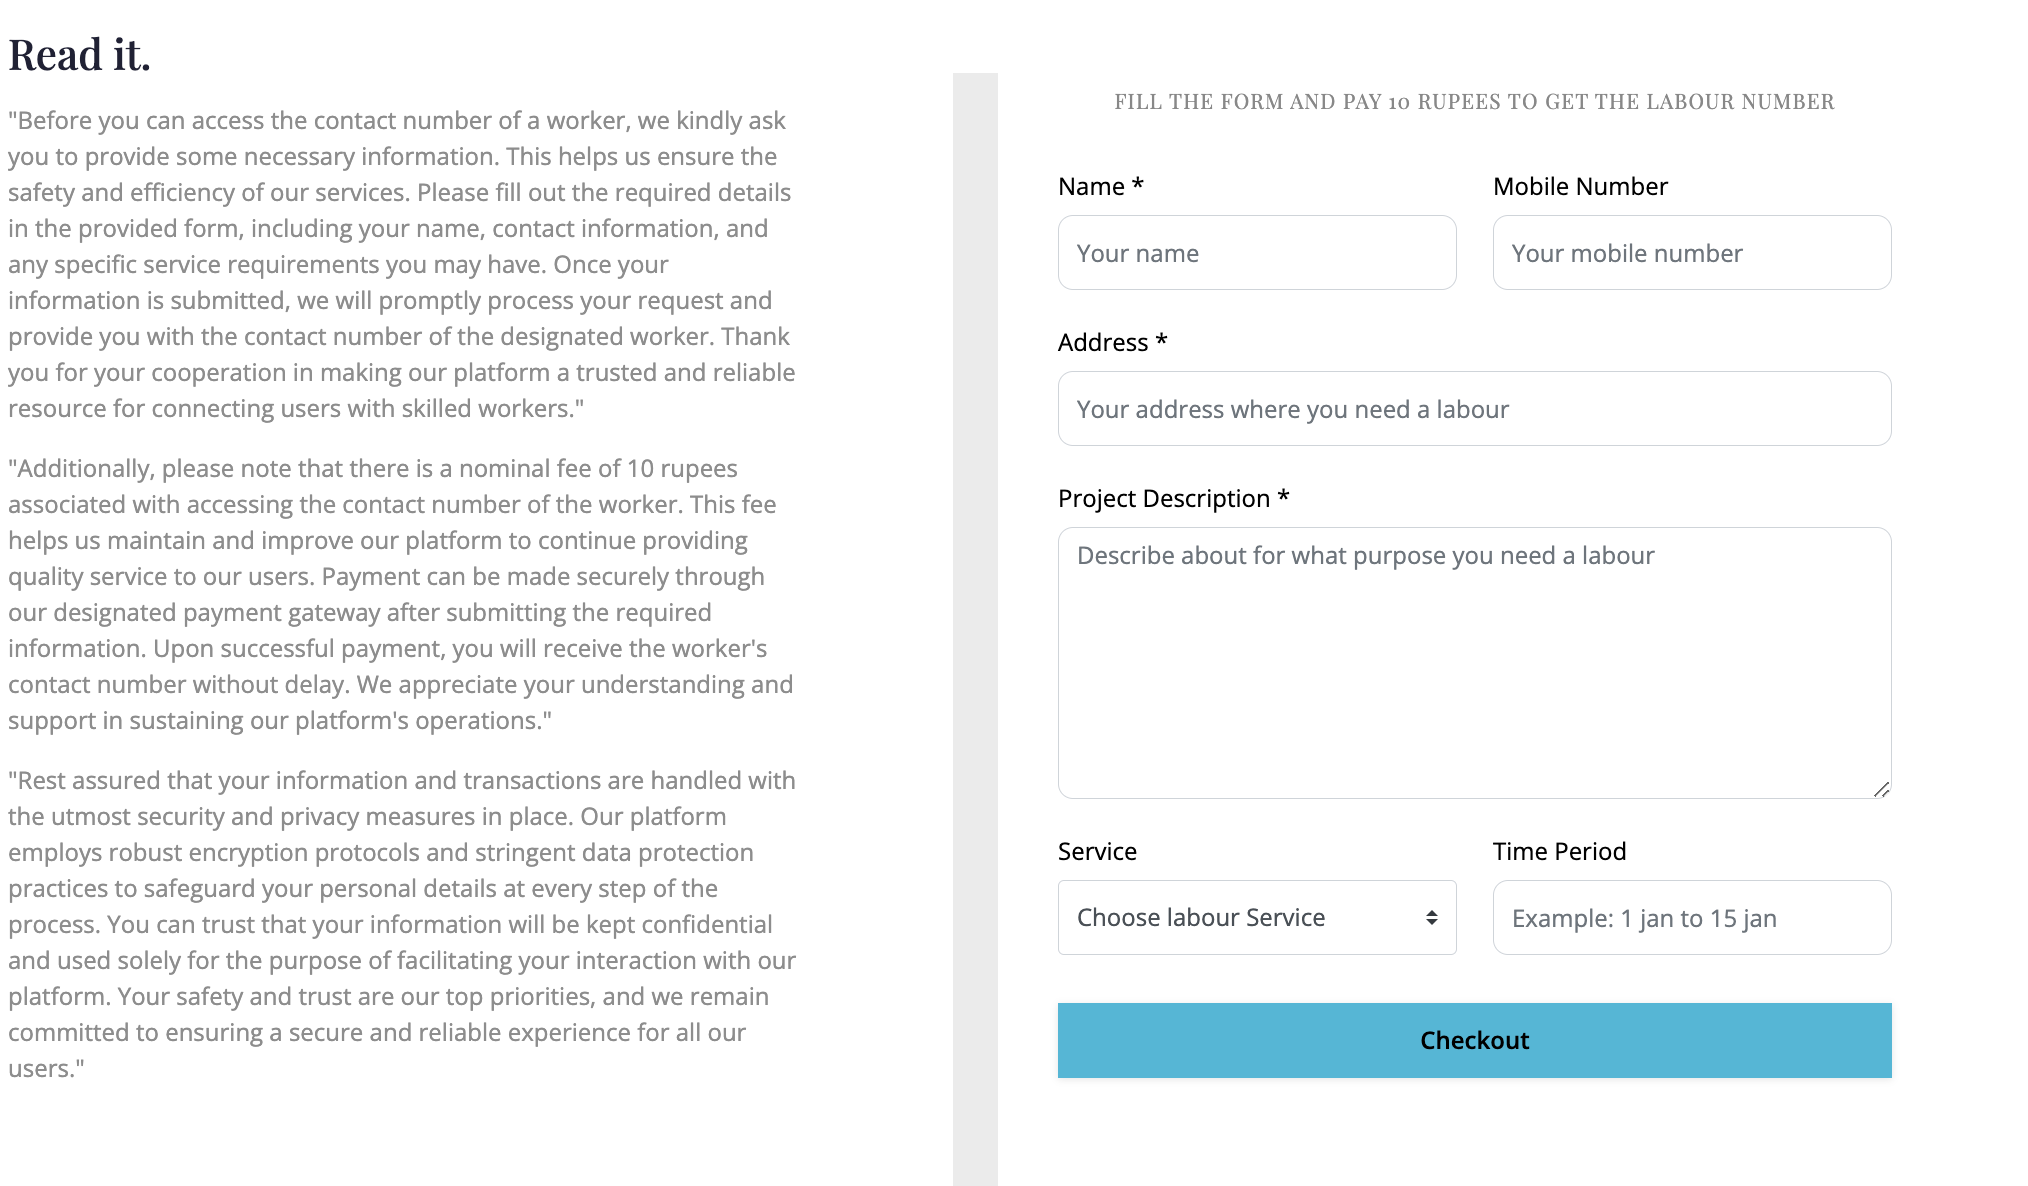 Read it.
"Before you can access the contact number of a worker, we kindly ask
you to provide some necessary information. This helps us ensure the
safety and efficiency of our services. Please fill out the required details
in the provided form, including your name, contact information, and
any specific service requirements you may have. Once your
information is submitted, we will promptly process your request and
provide you with the contact number of the designated worker. Thank
you for your cooperation in making our platform a trusted and reliable
resource for connecting users with skilled workers."
"Additionally, please note that there is a nominal fee of 10 rupees
associated with accessing the contact number of the worker. This fee
helps us maintain and improve our platform to continue providing
quality service to our users. Payment can be made securely through
our designated payment gateway after submitting the required
information. Upon successful payment, you will receive the worker's
contact number without delay. We appreciate your understanding and
support in sustaining our platform's operations."
"Rest assured that your information and transactions are handled with
the utmost security and privacy measures in place. Our platform
employs robust encryption protocols and stringent data protection
practices to safeguard your personal details at every step of the
process. You can trust that your information will be kept confidential
and used solely for the purpose of facilitating your interaction with our
platform. Your safety and trust are our top priorities, and we remain
committed to ensuring a secure and reliable experience for all our
users."
FILL THE FORM AND PAY 10 RUPEES TO GET THE LABOUR NUMBER
Name *
Mobile Number
Your name
Your mobile number
Address *
Your address where you need a labour
Project Description *
Describe about for what purpose you need a labour
Service
Time Period
Choose labour Service
Example: 1 jan to 15 jan
Checkout